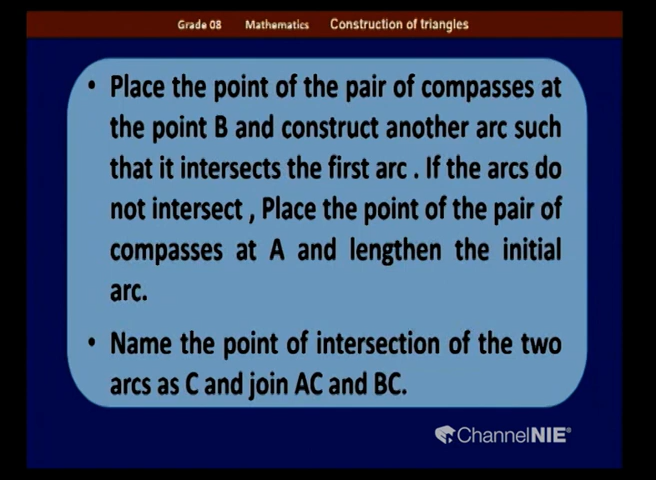 Grade 08 Mathematics Construction of triangles
• Place the point of the pair of compasses at
the point B and construct another arc such
that it intersects the first arc . If the arcs do
not intersect , Place the point of the pair of
compasses at A and lengthen the initial
arc.
• Name the point of intersection of the two
arcs as C and join AC and BC.
ChannelNIE®